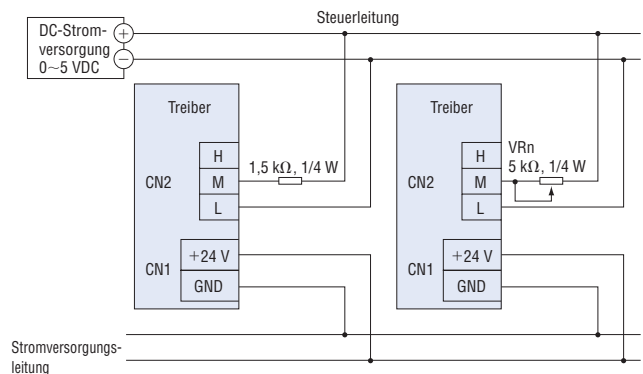 Steuerleitung
DC-Strom-
versorgung
0~5 VDC
+
−
Treiber
H
1,5 kΩ, 1/4 W
CN2
M
L
+24 V
CN1
GND
Treiber
H
VRn
5 kΩ, 1/4 W
CN2
M
L
+24 V
CN1
GND
Stromversorgungs-
leitung